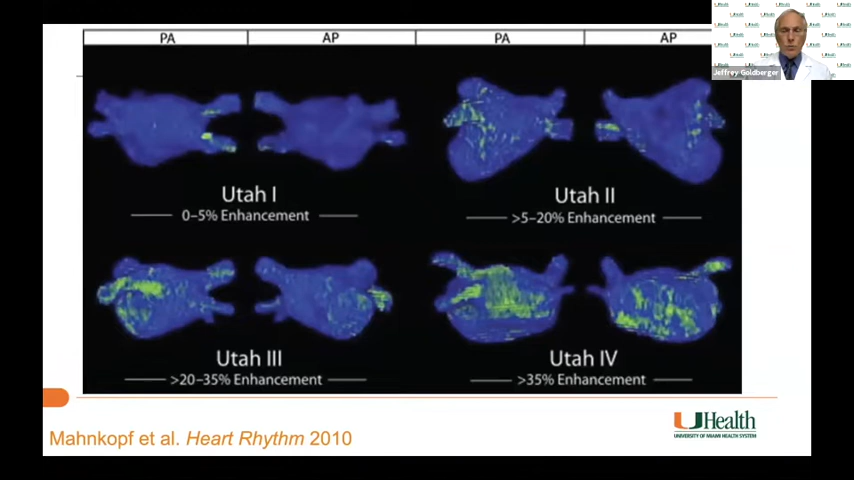 PA AP PA AP
Jeffrey Goldberger
Utah I
0–5% Enhancement
Utah II
>5–20% Enhancement
Utah III
>20–35% Enhancement
Utah IV
>35% Enhancement
Mahnkopf et al. Heart Rhythm 2010
UHealth
UNIVERSITY OF MIAMI HEALTH SYSTEM